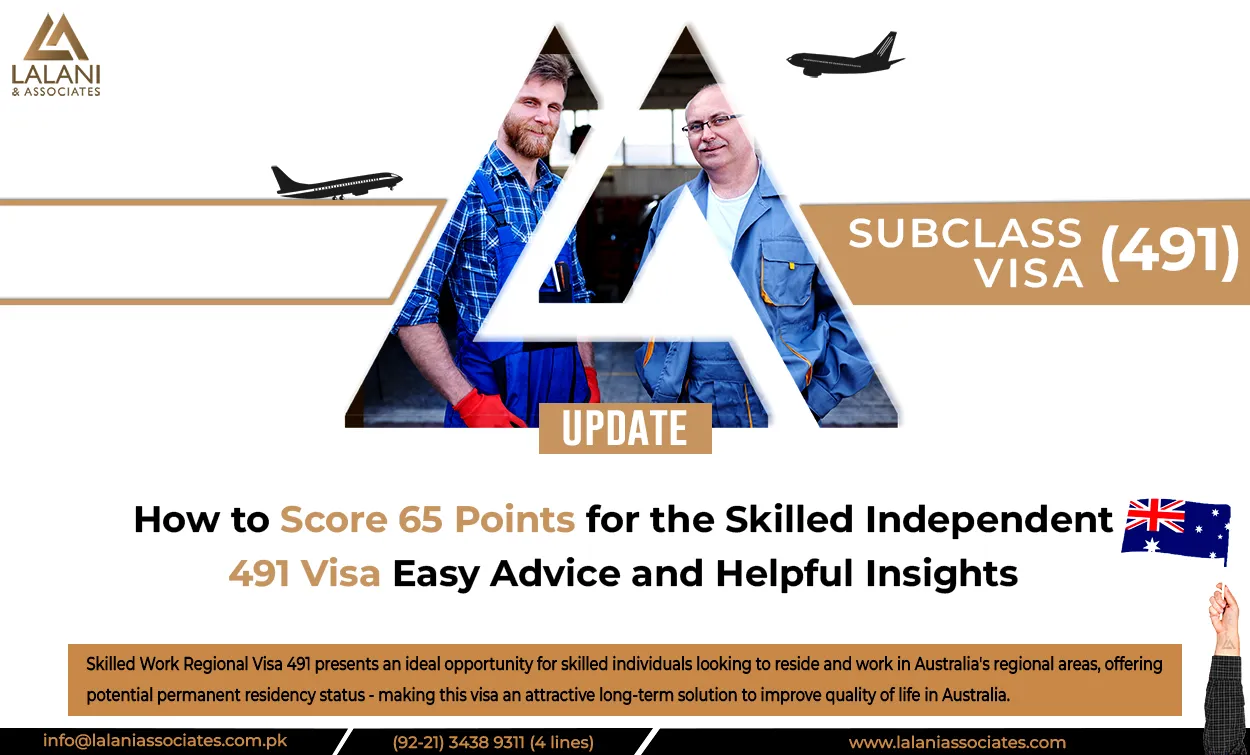 LALANI
& ASSOCIATES
SUBCLASS
VISA
(491)
UPDATE
How to Score 65 Points for the Skilled Independent
491 Visa Easy Advice and Helpful Insights
Skilled Work Regional Visa 491 presents an ideal opportunity for skilled individuals looking to reside and work in Australia's regional areas, offering
potential permanent residency status - making this visa an attractive long-term solution to improve quality of life in Australia.
info@lalaniassociates.com.pk
(92-21) 3438 9311 (4 lines)
www.lalaniassociates.com